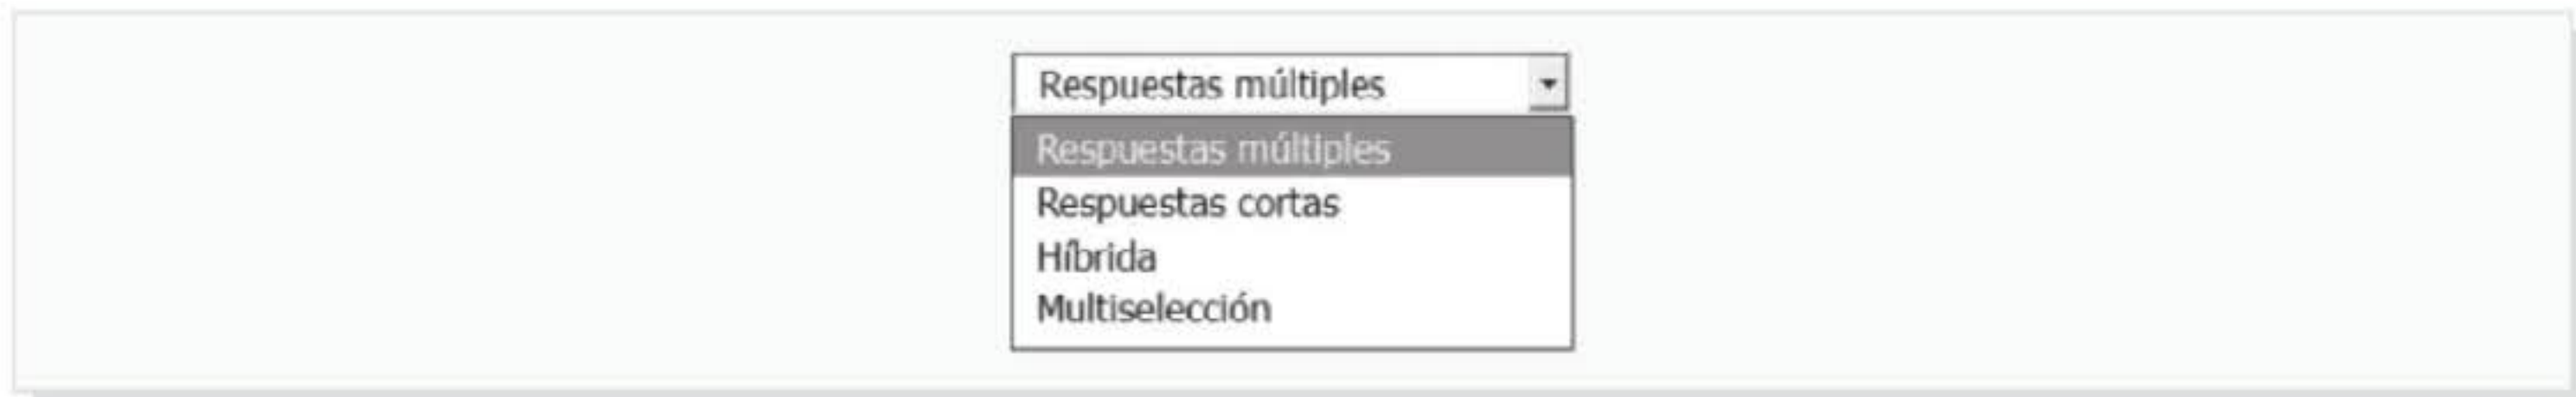 Respuestas múltiples
Respuestas múltiples
Respuestas cortas
Híbrida
Multiselección